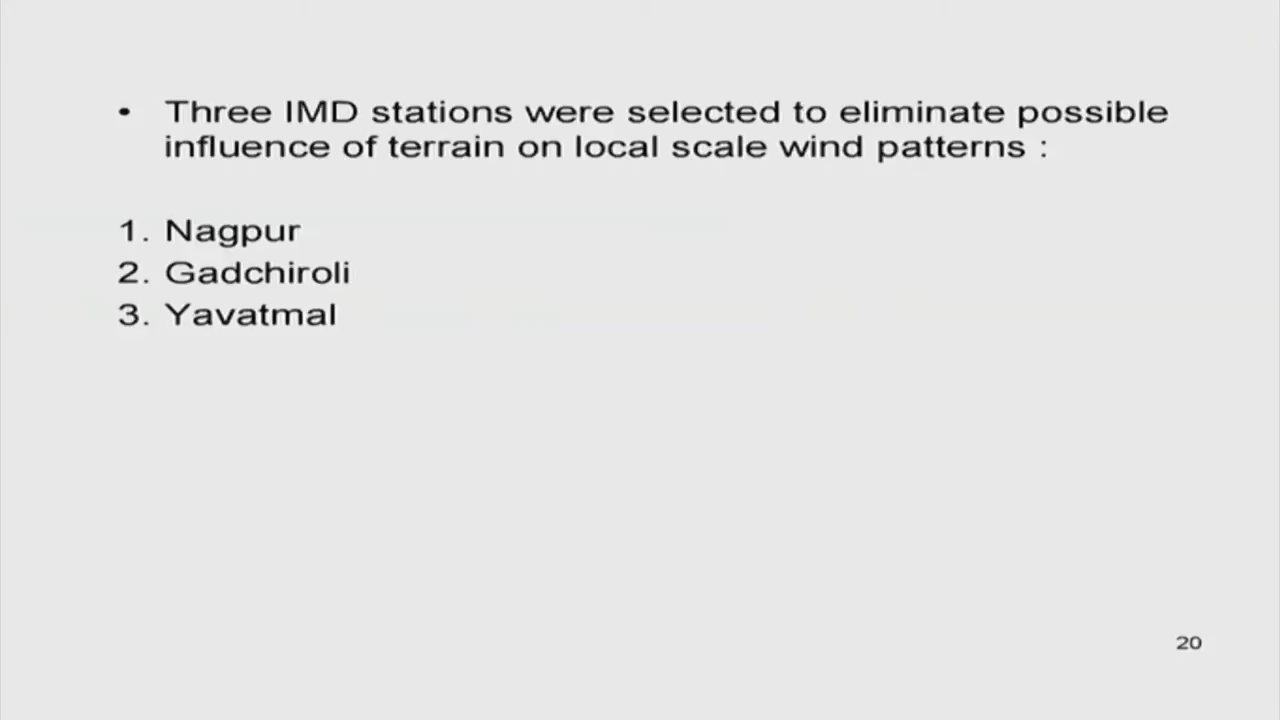 • Three IMD stations were selected to eliminate possible
influence of terrain on local scale wind patterns :
1. Nagpur
2. Gadchiroli
3. Yavatmal
20